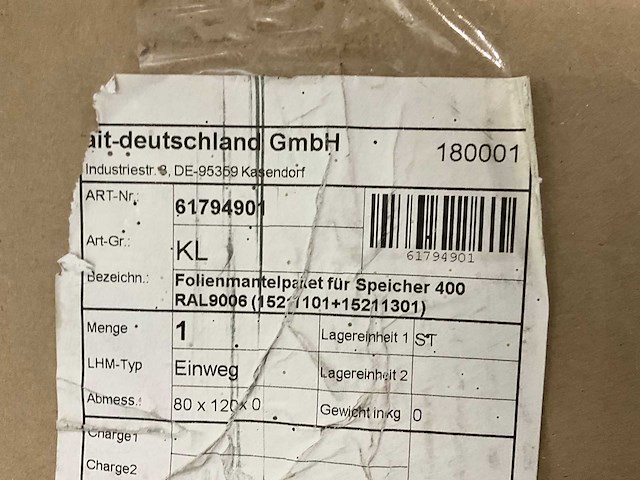 ait-deutschland GmbH 180001
Industriestr. 3, DE-95359 Kasendorf
ART-Nr.: 61794901
61794901
Art-Gr.: KL
Bezeichn.: Folienmantelpaket für Speicher 400
RAL9006 (15211101+15211301)
Menge 1 Lagereinheit 1 ST
LHM-Typ Einweg Lagereinheit 2
Abmess.: 80 x 120 x 0 Gewicht in kg 0
Charge1
Charge2